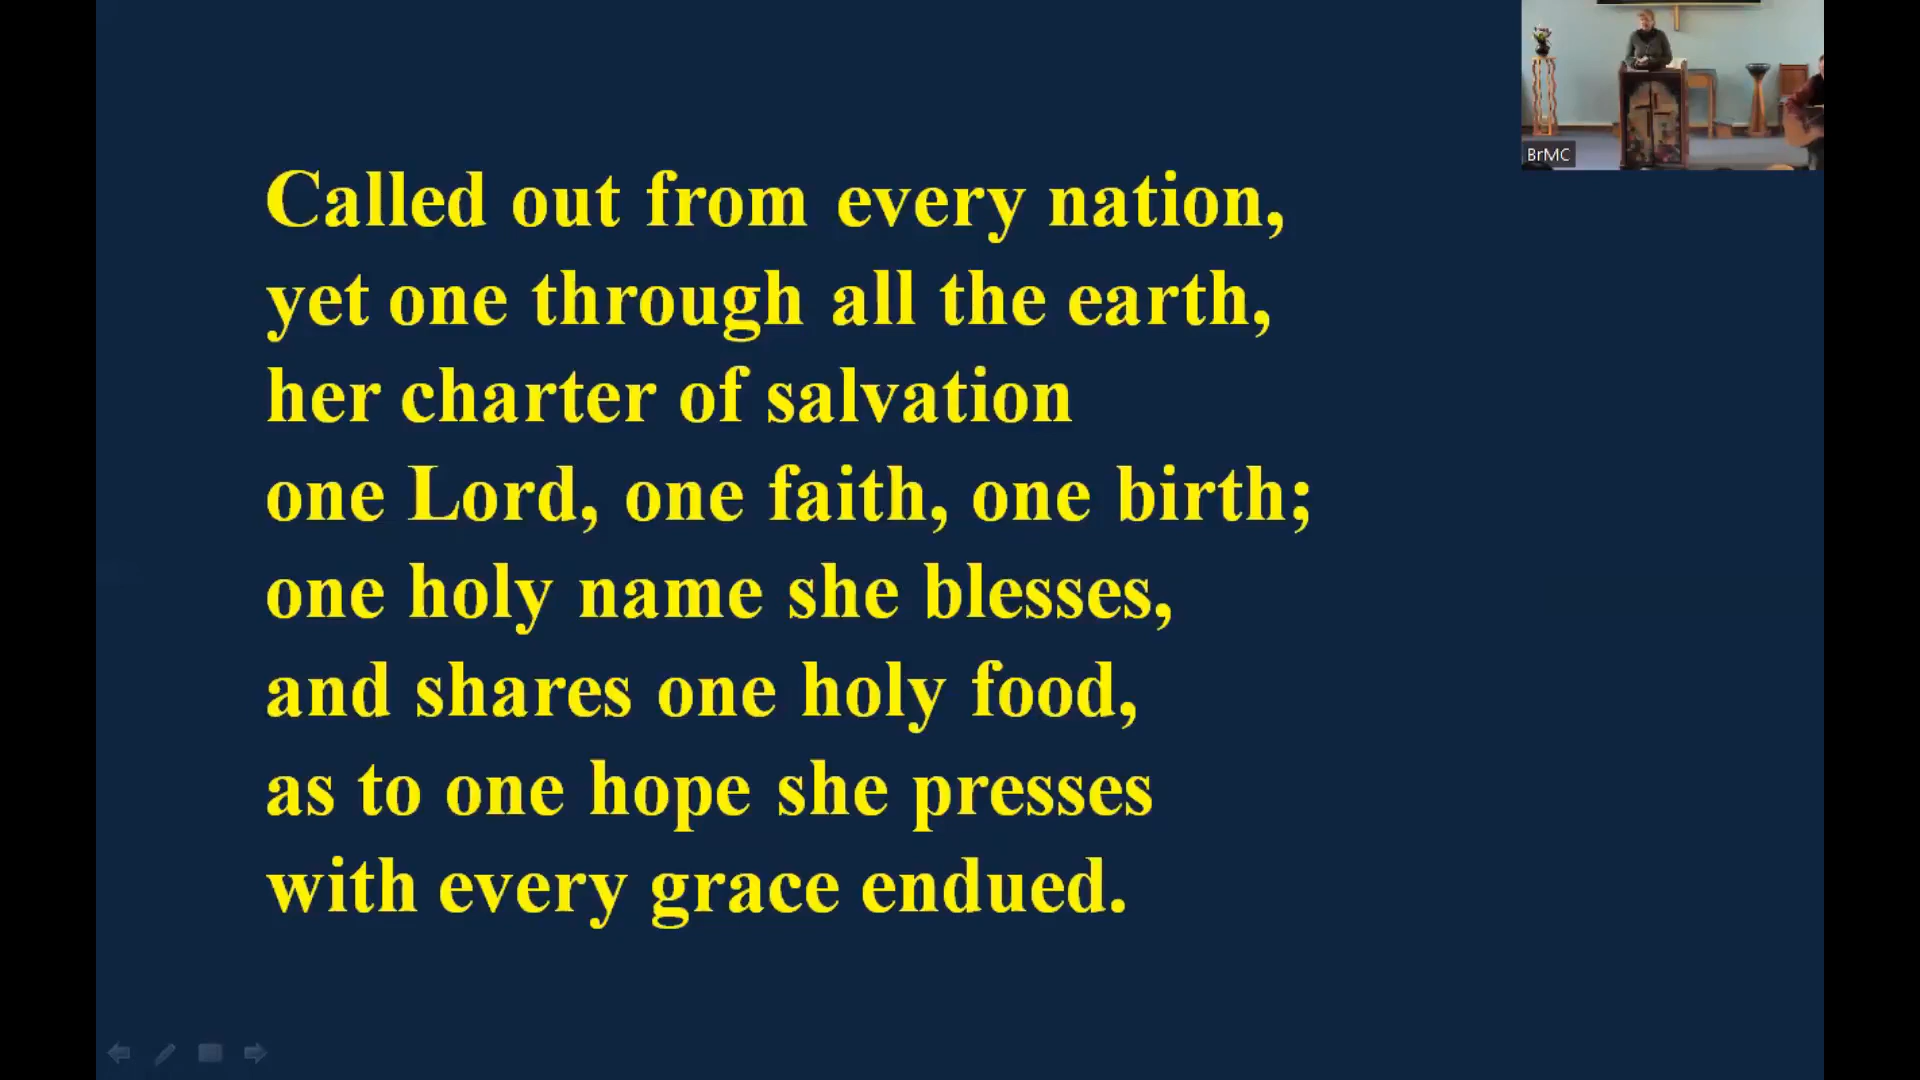 BrMC
Called out from every nation,
yet one through all the earth,
her charter of salvation
one Lord, one faith, one birth;
one holy name she blesses,
and shares one holy food,
as to one hope she presses
with every grace endued.